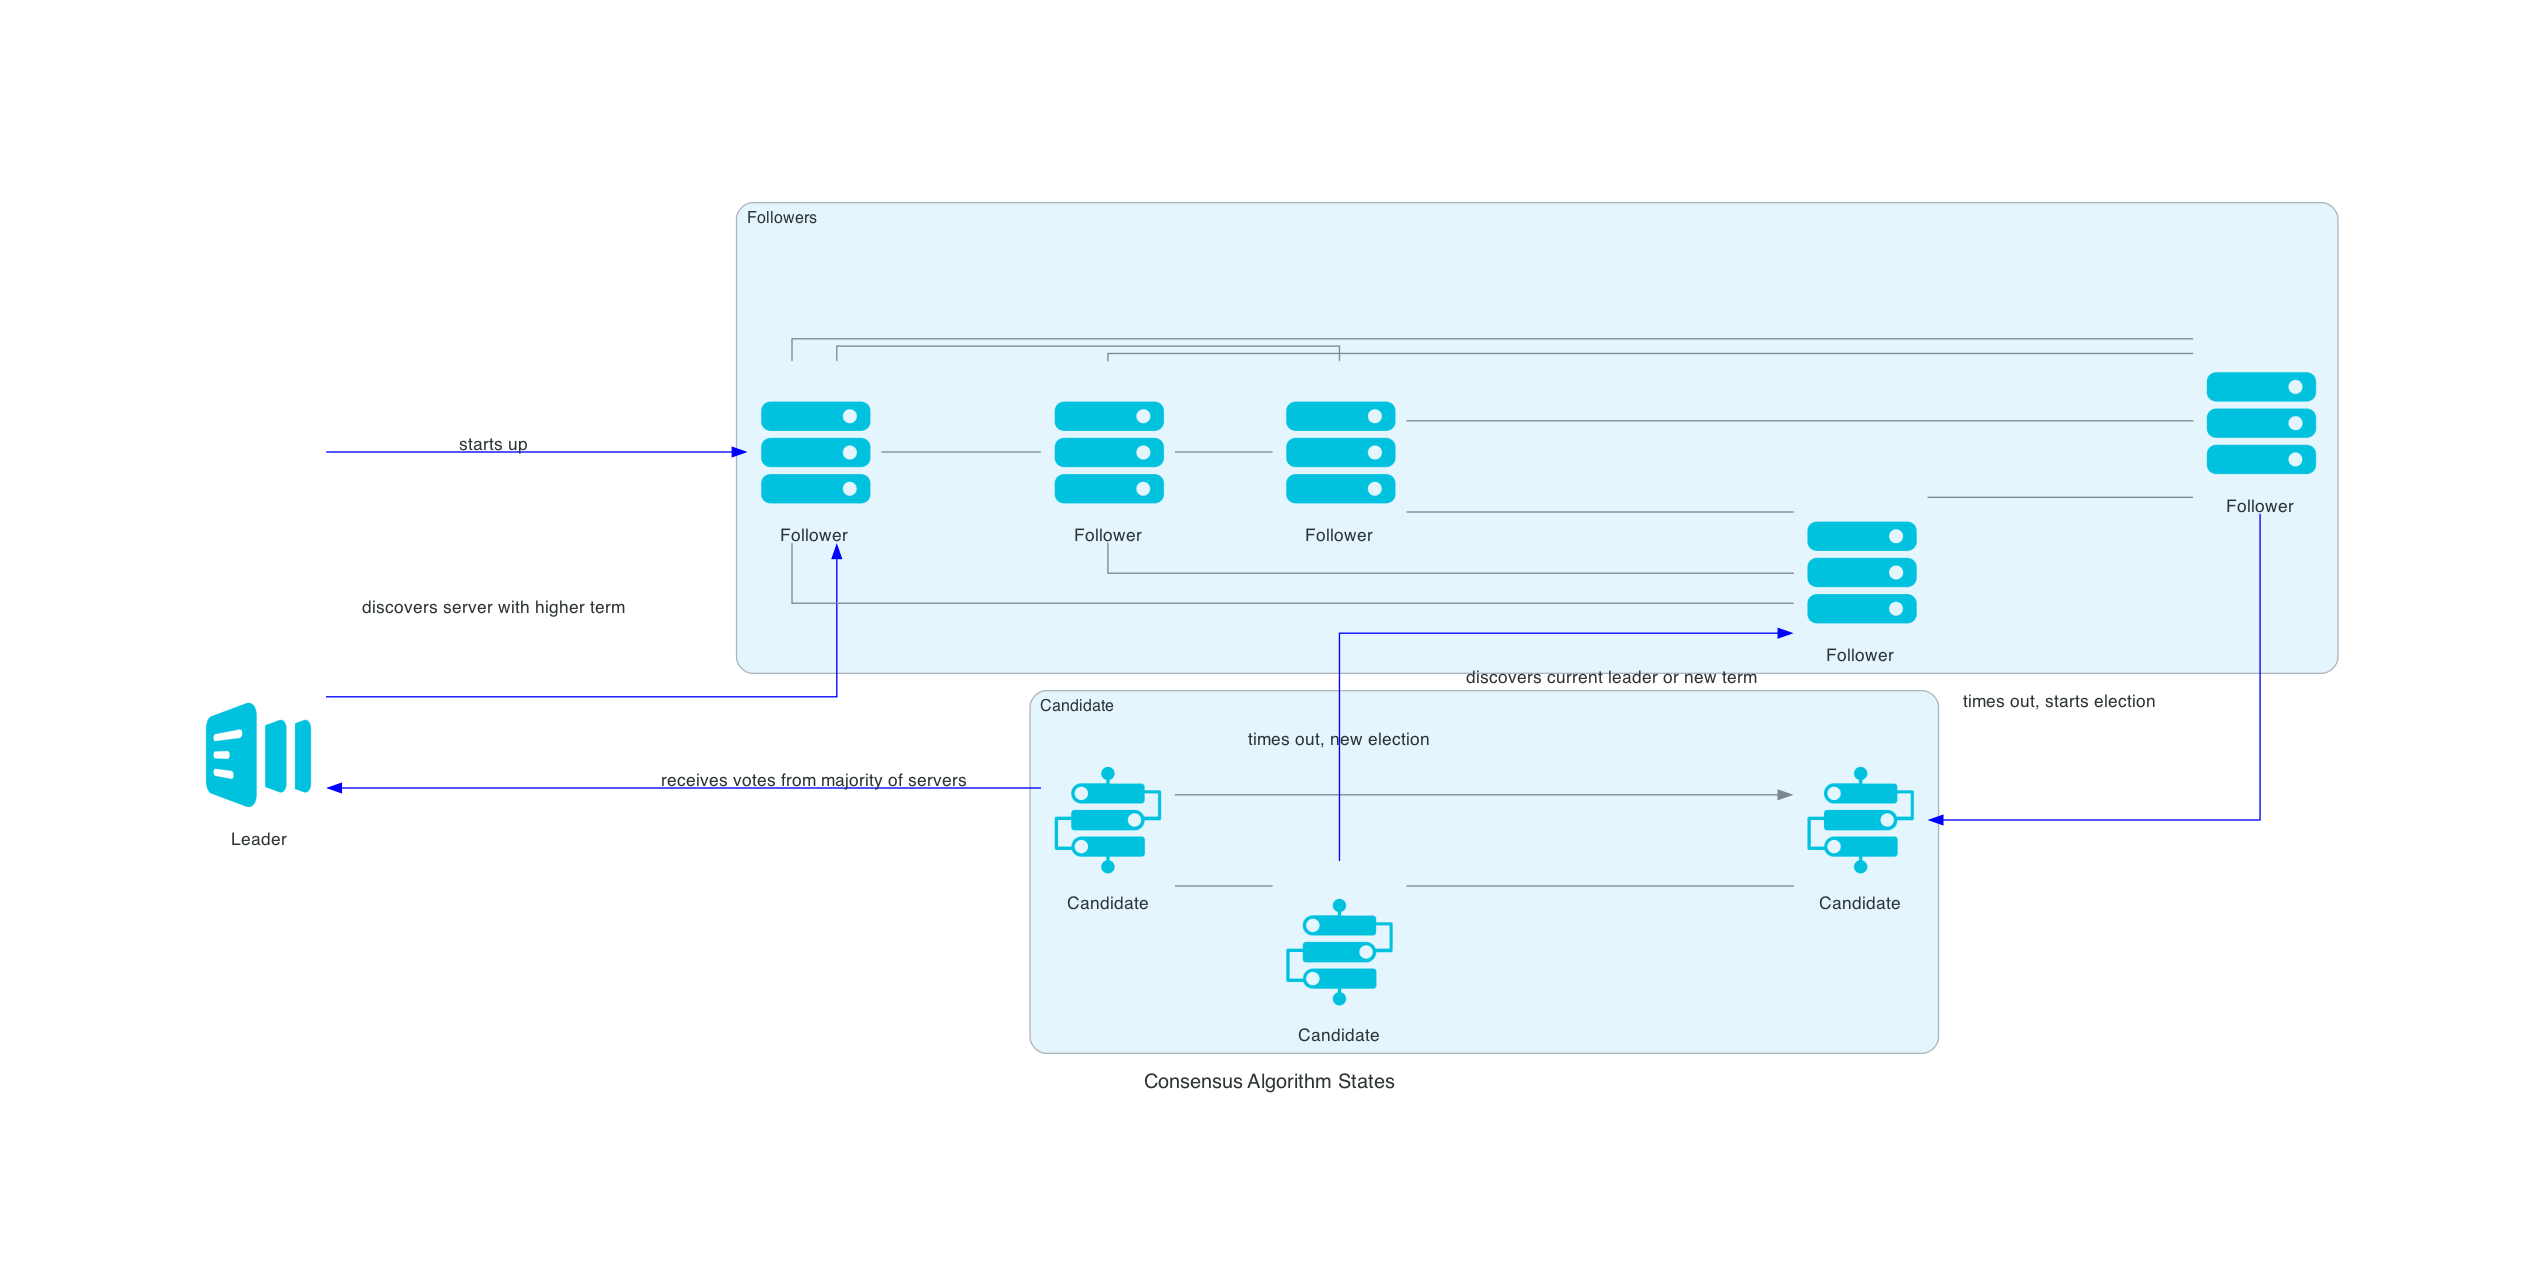 Followers
starts up
Follower
Follower
Follower
Follower
Follower
discovers server with higher term
discovers current leader or new term
times out, starts election
Candidate
times out, new election
receives votes from majority of servers
Leader
Candidate
Candidate
Candidate
Consensus Algorithm States